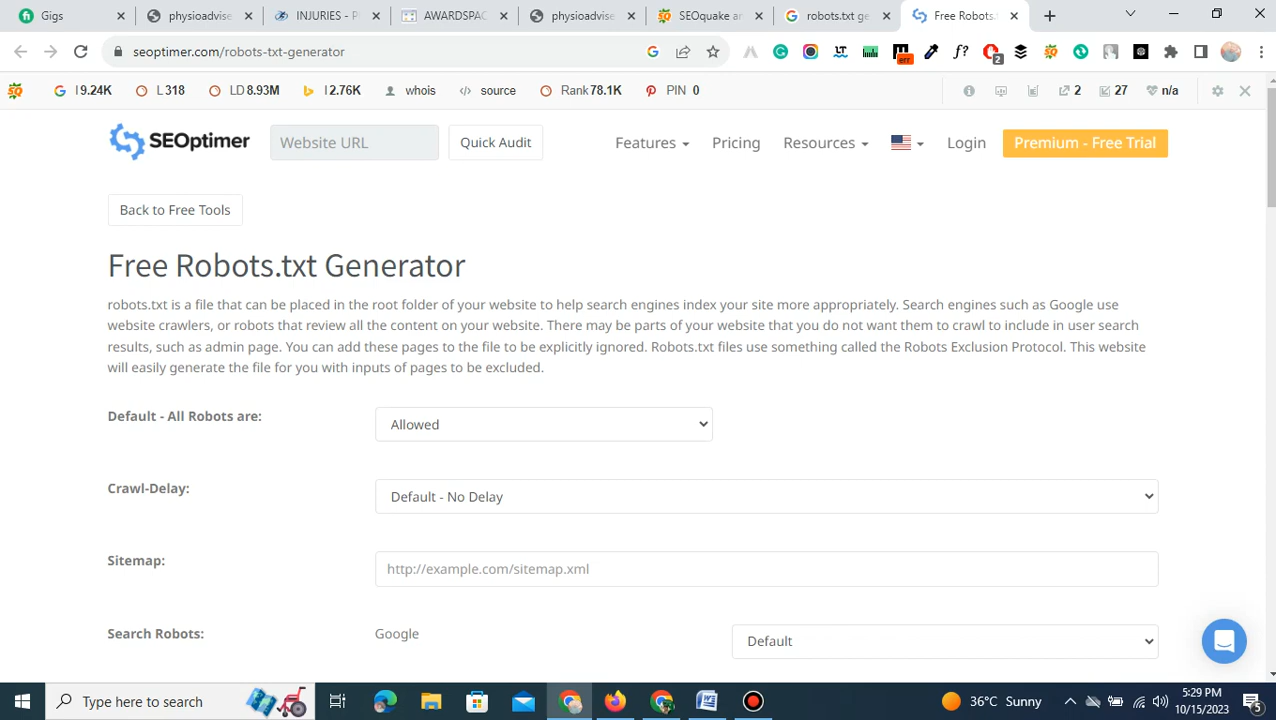 Gigs
physioadvise
INJURIES - P
AWARDSPAC
physioadvise
SEOquake an
robots.txt ge
Free Robots.
seoptimer.com/robots-txt-generator
LT
err
f?
2
I 9.24K
L 318
LD 8.93M
I 2.76K
whois
source
Rank 78.1K
PIN 0
2
27
n/a
SEOptimer
Website URL
Quick Audit
Features
Pricing
Resources
Login
Premium - Free Trial
Back to Free Tools
Free Robots.txt Generator
robots.txt is a file that can be placed in the root folder of your website to help search engines index your site more appropriately. Search engines such as Google use
website crawlers, or robots that review all the content on your website. There may be parts of your website that you do not want them to crawl to include in user search
results, such as admin page. You can add these pages to the file to be explicitly ignored. Robots.txt files use something called the Robots Exclusion Protocol. This website
will easily generate the file for you with inputs of pages to be excluded.
Default - All Robots are:
Allowed
Crawl-Delay:
Default - No Delay
Sitemap:
http://example.com/sitemap.xml
Search Robots:
Google
Default
Type here to search
36°C Sunny
5:29 PM
10/15/2023
5